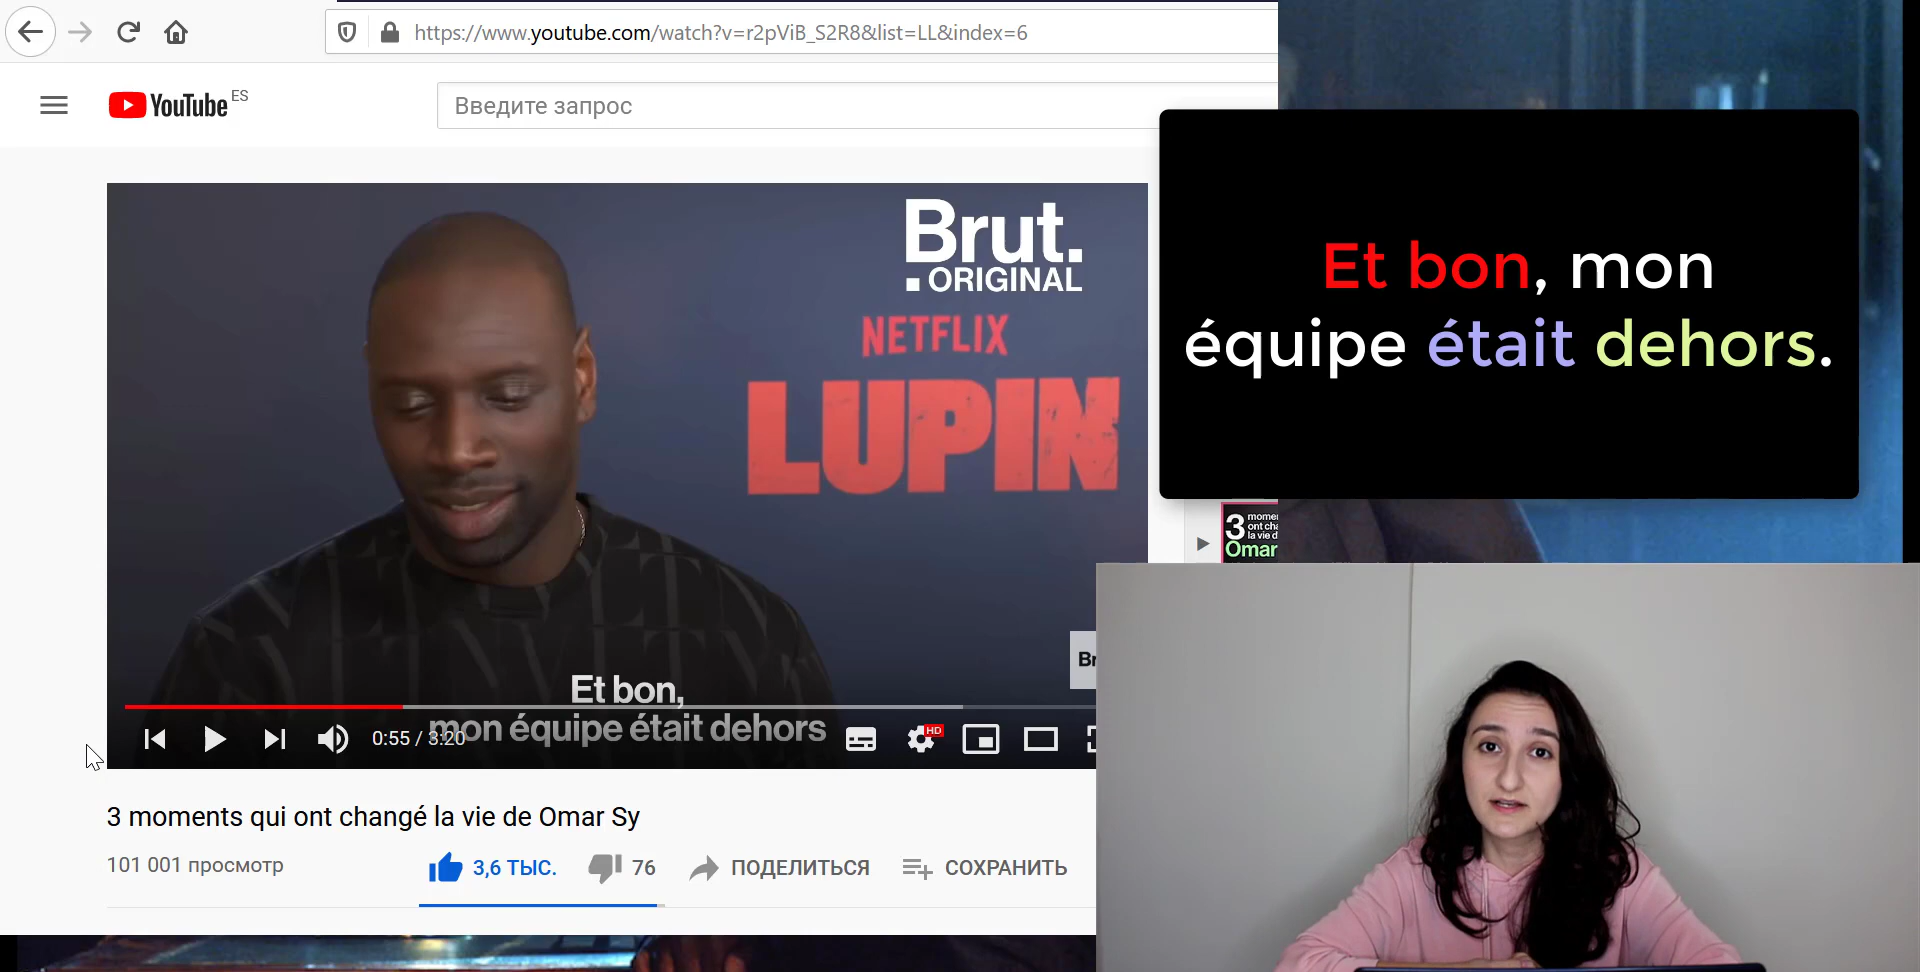 https://www.youtube.com/watch?v=r2pViB_S2R8&list=LL&index=6
YouTube ES
Введите запрос
Brut.
ORIGINAL
NETFLIX
LUPIN
Et bon, mon
équipe était dehors.
3
Omar
Et bon,
mon équipe était dehors
0:55 / 3:20
HD
3 moments qui ont changé la vie de Omar Sy
101 001 просмотр
3,6 ТЫС.
76
ПОДЕЛИТЬСЯ
СОХРАНИТЬ